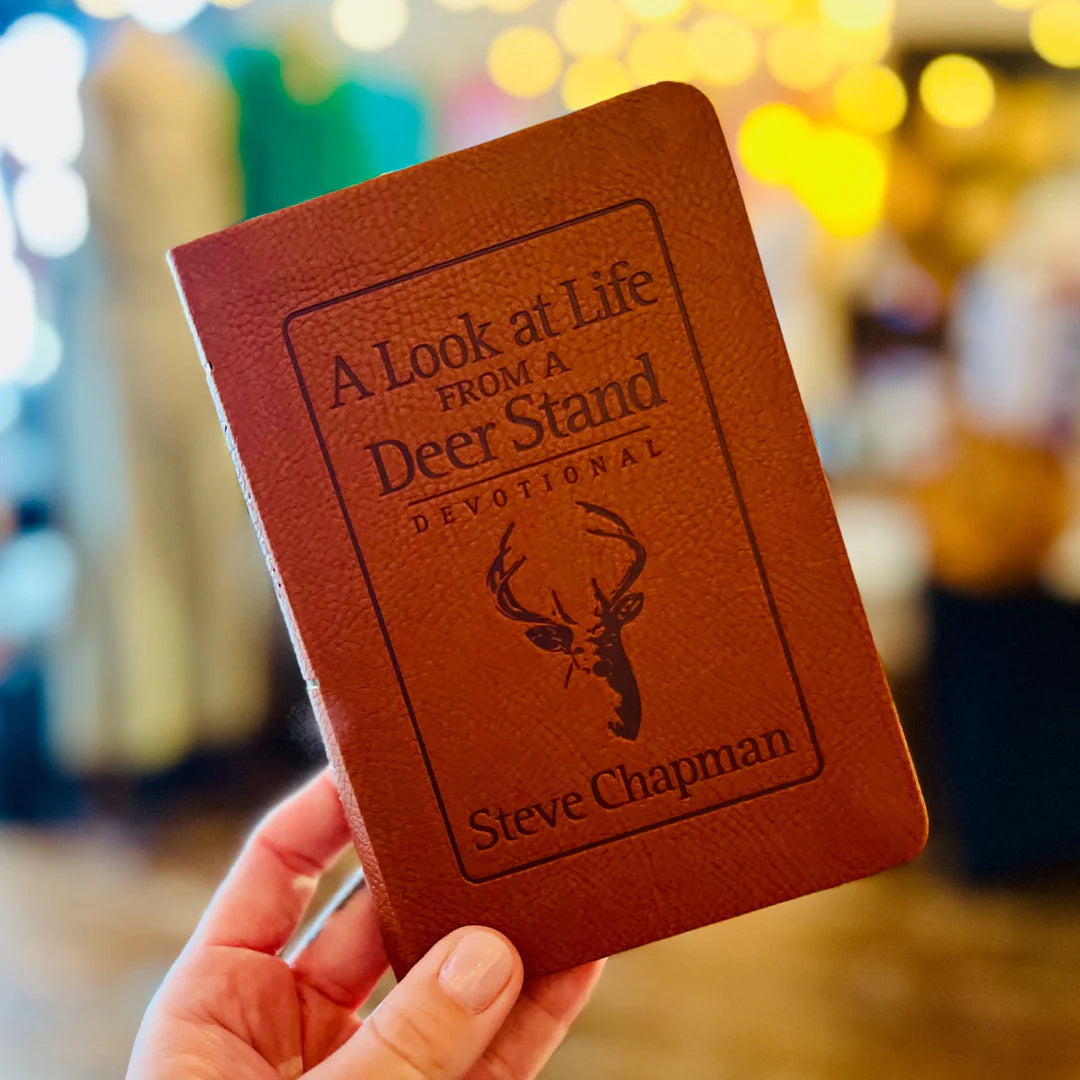 A Look at Life
FROM A
Deer Stand
DEVOTIONAL
Steve Chapman